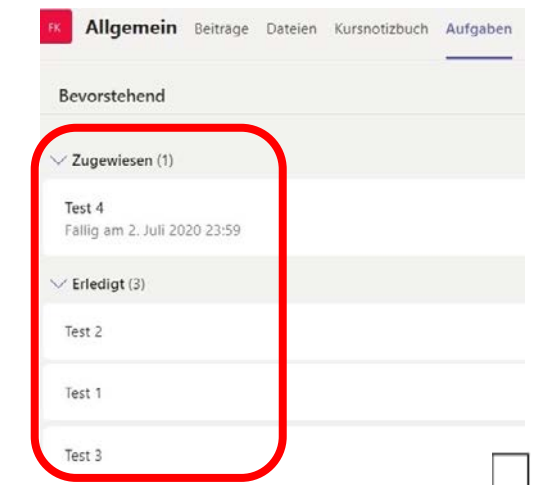 FK Allgemein Beiträge Dateien Kursnotizbuch Aufgaben
Bevorstehend
Zugewiesen (1)
Test 4
Fällig am 2. Juli 2020 23:59
Erledigt (3)
Test 2
Test 1
Test 3